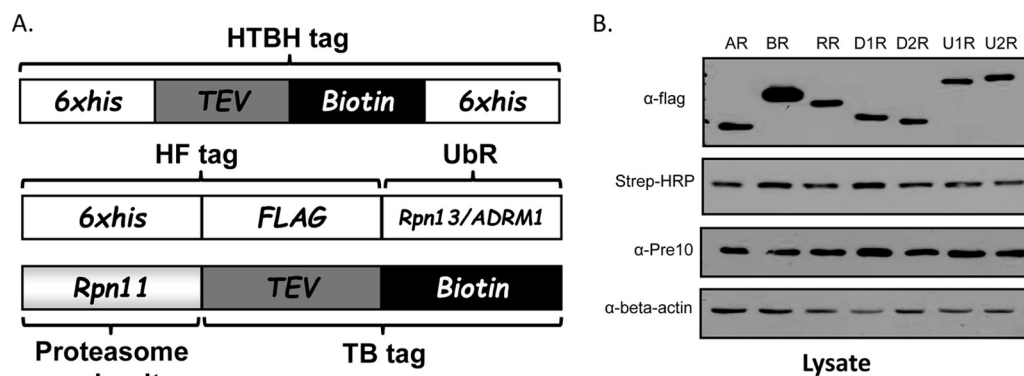 A.
HTBH tag
6xhis TEV Biotin 6xhis
HF tag UbR
6xhis FLAG Rpn13/ADRM1
Rpn11 TEV Biotin
Proteasome
TB tag
B.
AR BR RR D1R D2R U1R U2R
α-flag
Strep-HRP
α-Pre10
α-beta-actin
Lysate